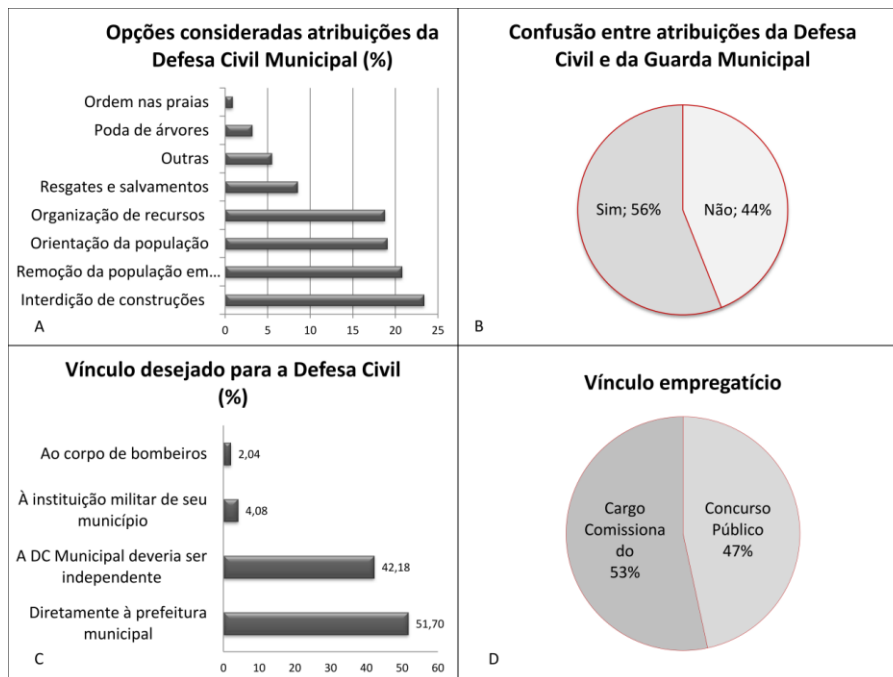 Opções consideradas atribuições da
Defesa Civil Municipal (%)
Ordem nas praias
Poda de árvores
Outras
Resgates e salvamentos
Organização de recursos
Orientação da população
Remoção da população em...
Interdição de construções
0 5 10 15 20 25
A
Confusão entre atribuições da Defesa
Civil e da Guarda Municipal
Sim; 56%
Não; 44%
B
Vínculo desejado para a Defesa Civil
(%)
Ao corpo de bombeiros
2,04
À instituição militar de seu
município
4,08
A DC Municipal deveria ser
independente
42,18
Diretamente à prefeitura
municipal
51,70
0 10 20 30 40 50 60
C
Vínculo empregatício
Cargo
Comissiona
do
53%
Concurso
Público
47%
D